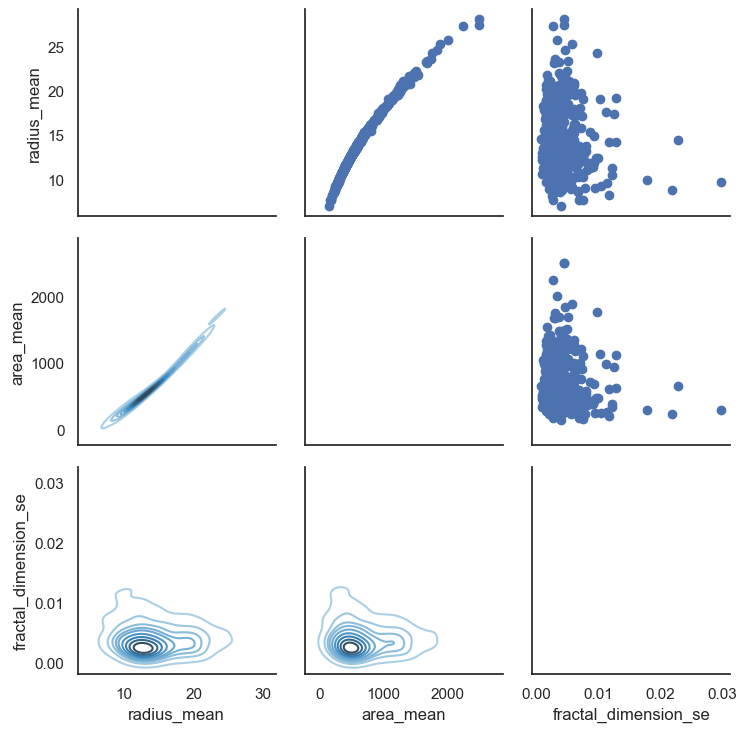 radius_mean
25
20
15
10
area_mean
2000
1000
0
fractal_dimension_se
0.03
0.02
0.01
0.00
10 20 30
0 1000 2000
0.00 0.01 0.02 0.03
radius_mean
area_mean
fractal_dimension_se